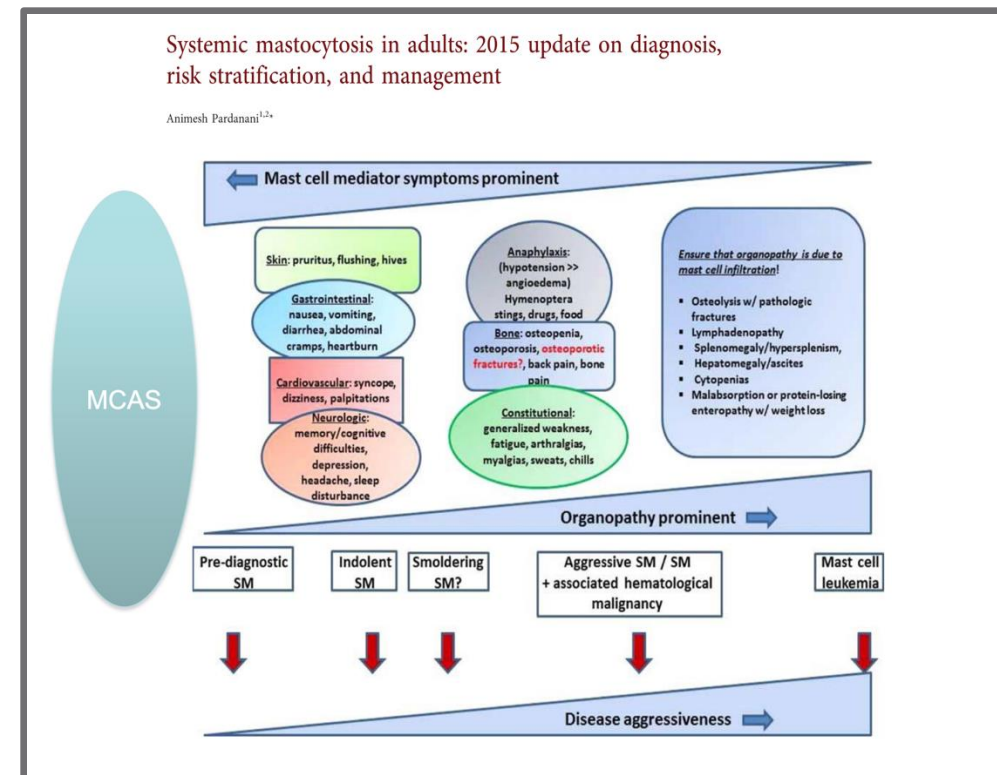 Systemic mastocytosis in adults: 2015 update on diagnosis,
risk stratification, and management
Animesh Pardanani1,2*
Mast cell mediator symptoms prominent
MCAS
Skin: pruritus, flushing, hives
Gastrointestinal:
nausea, vomiting,
diarrhea, abdominal
cramps, heartburn
Cardiovascular: syncope,
dizziness, palpitations
Neurologic:
memory/cognitive
difficulties,
depression,
headache, sleep
disturbance
Anaphylaxis:
(hypotension >>
angioedema)
Hymenoptera
stings, drugs, food
Bone: osteopenia,
osteoporosis, osteoporotic
fractures?, back pain, bone
pain
Constitutional:
generalized weakness,
fatigue, arthralgias,
myalgias, sweats, chills
Ensure that organopathy is due to
mast cell infiltration!
▪ Osteolysis w/ pathologic
fractures
▪ Lymphadenopathy
▪ Splenomegaly/hypersplenism,
▪ Hepatomegaly/ascites
▪ Cytopenias
▪ Malabsorption or protein-losing
enteropathy w/ weight loss
Organopathy prominent
Pre-diagnostic
SM
Indolent
SM
Smoldering
SM?
Aggressive SM / SM
+ associated hematological
malignancy
Mast cell
leukemia
Disease aggressiveness